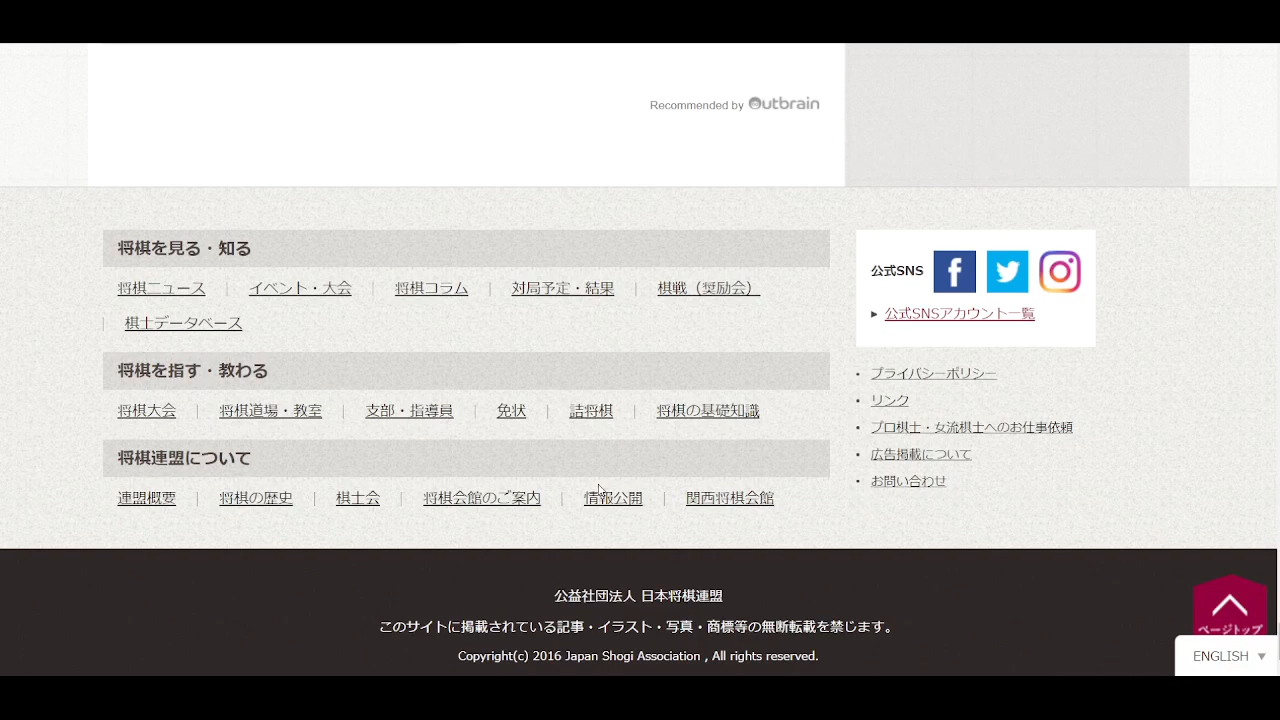 Recommended by Outbrain
将棋を見る・知る
将棋ニュース | イベント・大会 | 将棋コラム | 対局予定・結果 | 棋戦（奨励会）
| 棋士データベース
将棋を指す・教わる
将棋大会 | 将棋道場・教室 | 支部・指導員 | 免状 | 詰将棋 | 将棋の基礎知識
将棋連盟について
連盟概要 | 将棋の歴史 | 棋士会 | 将棋会館のご案内 | 情報公開 | 関西将棋会館
公式SNS
▶ 公式SNSアカウント一覧
・ プライバシーポリシー
・ リンク
・ プロ棋士・女流棋士へのお仕事依頼
・ 広告掲載について
・ お問い合わせ
公益社団法人 日本将棋連盟
このサイトに掲載されている記事・イラスト・写真・商標等の無断転載を禁じます。
Copyright(c) 2016 Japan Shogi Association , All rights reserved.
ページトップ
ENGLISH ▼